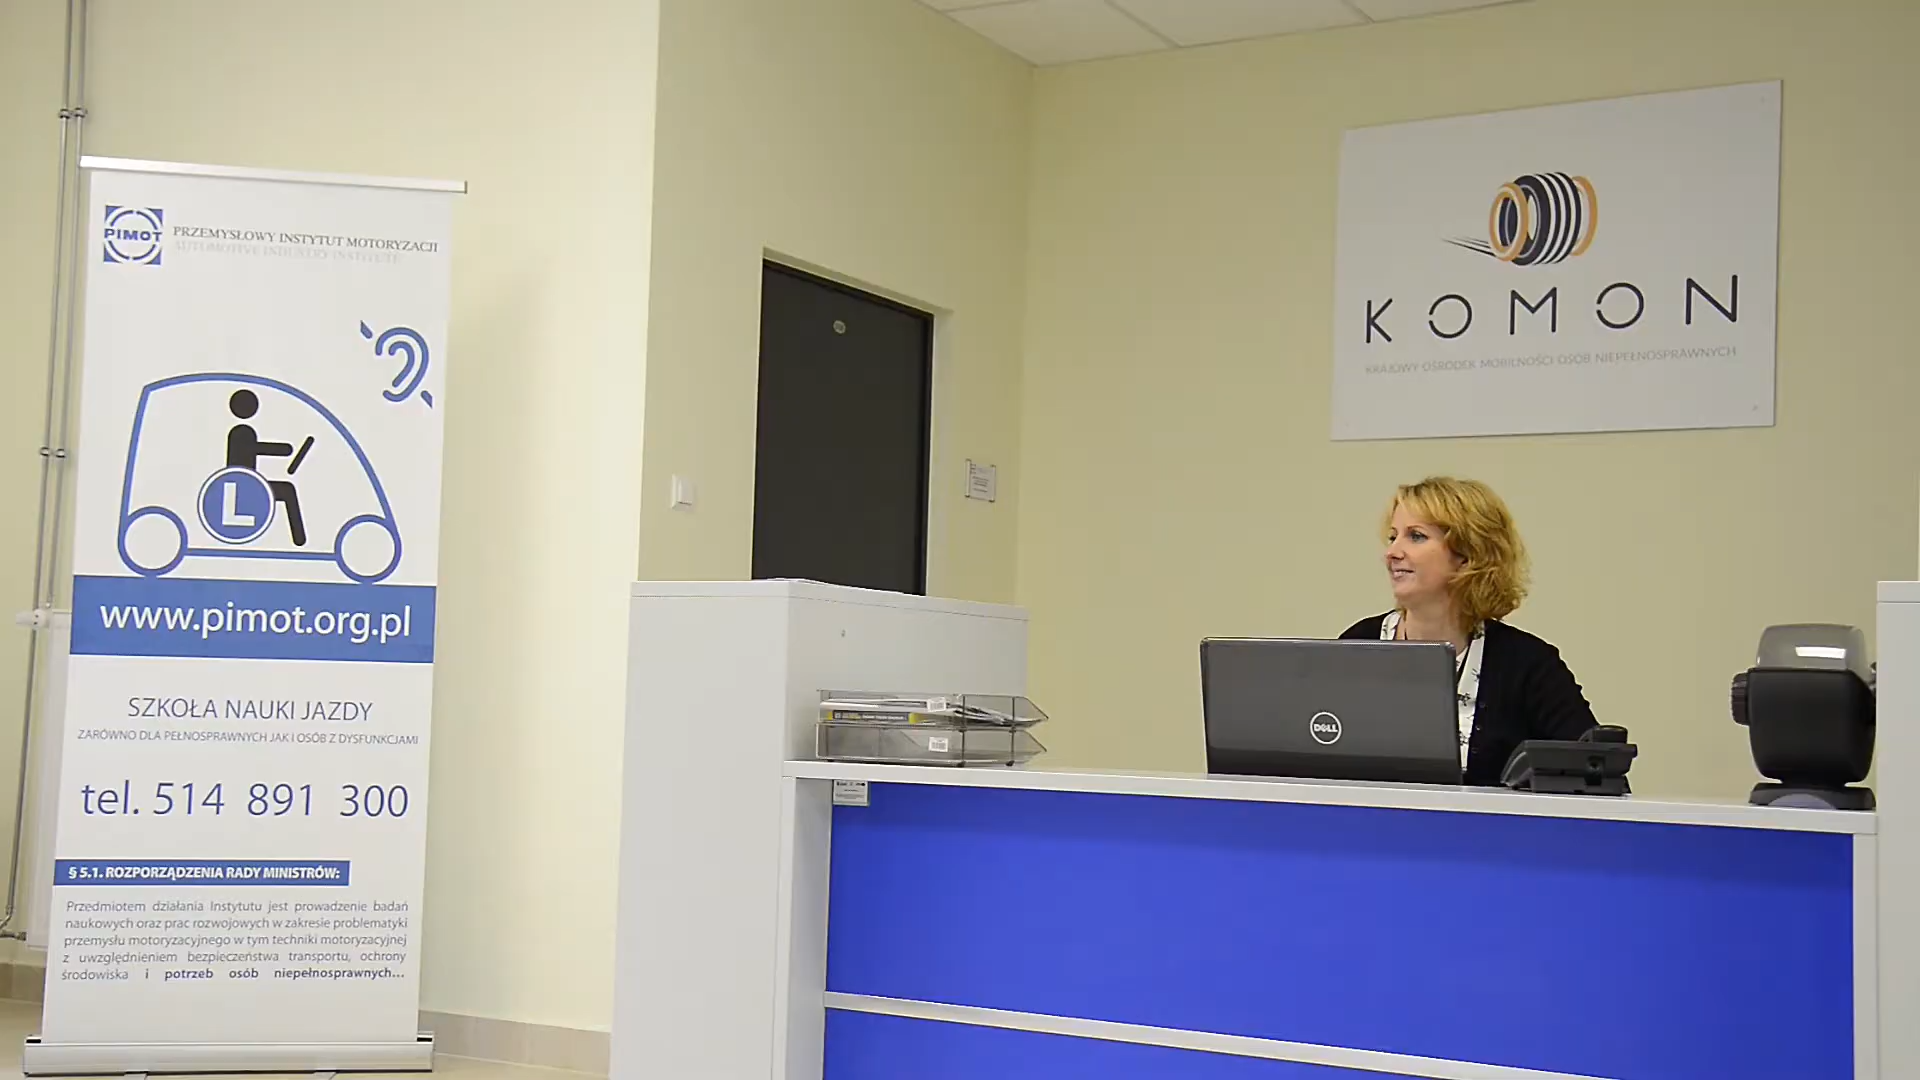 PIMOT
PRZEMYSŁOWY INSTYTUT MOTORYZACJI
AUTOMOTIVE INDUSTRY INSTITUTE
L
www.pimot.org.pl
SZKOŁA NAUKI JAZDY
ZARÓWNO DLA PEŁNOSPRAWNYCH JAK I OSÓB Z DYSFUNKCJAMI
tel. 514 891 300
§ 5.1. ROZPORZĄDZENIA RADY MINISTRÓW:
Przedmiotem działania Instytutu jest prowadzenie badań
naukowych oraz prac rozwojowych w zakresie problematyki
przemysłu motoryzacyjnego w tym techniki motoryzacyjnej
z uwzględnieniem bezpieczeństwa transportu, ochrony
środowiska i potrzeb osób niepełnosprawnych...
KOMON
KRAJOWY OŚRODEK MOBILNOŚCI OSÓB NIEPEŁNOSPRAWNYCH
DELL